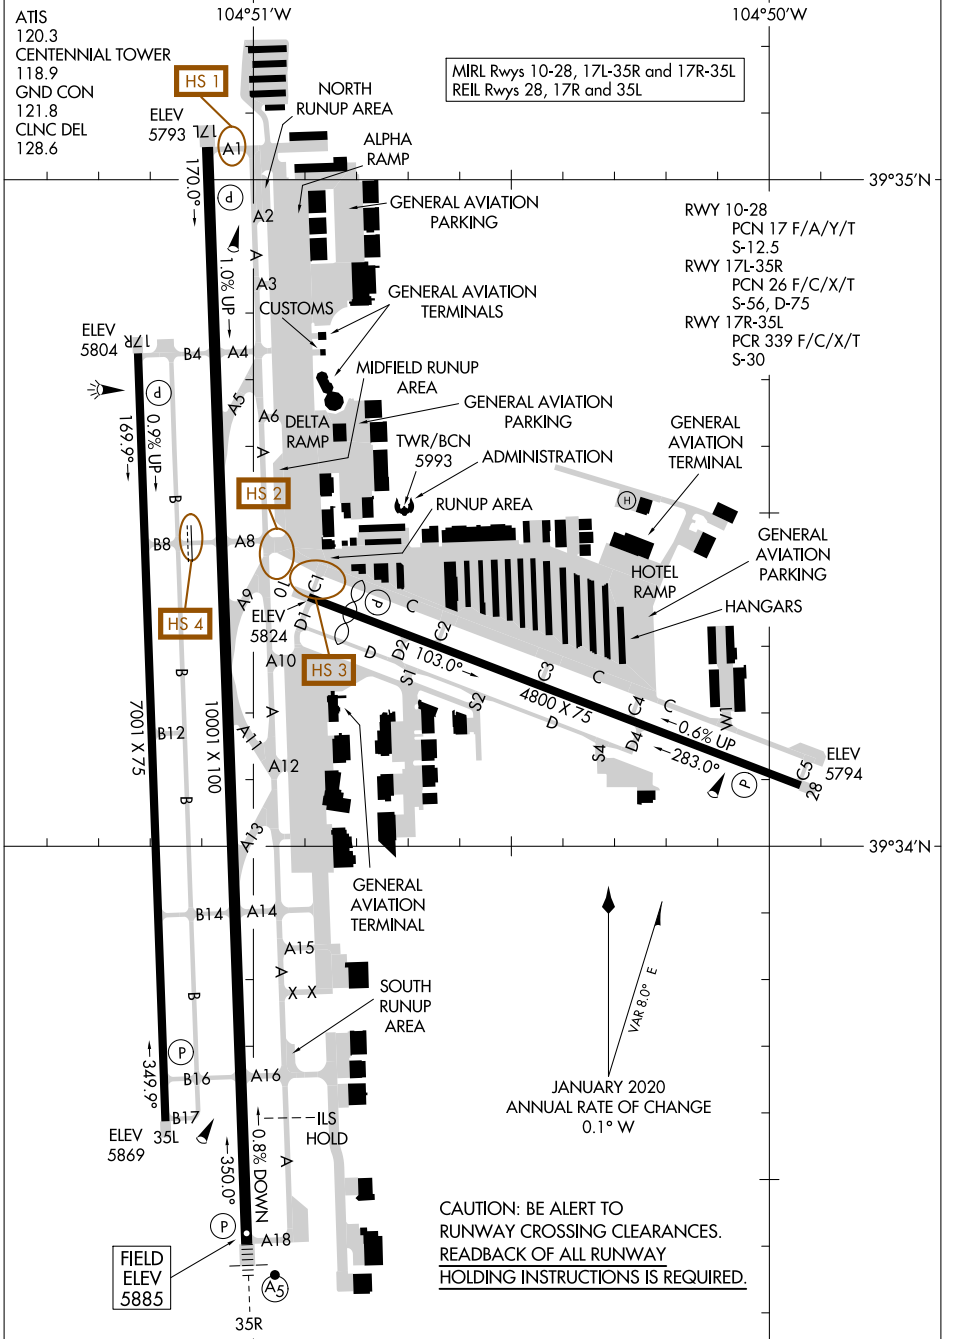 104°51'W
104°50'W
ATIS
120.3
CENTENNIAL TOWER
118.9
GND CON
121.8
CLNC DEL
128.6
HS 1
MIRL Rwys 10-28, 17L-35R and 17R-35L
REIL Rwys 28, 17R and 35L
NORTH
RUNUP AREA
ELEV
5793
17L
A1
ALPHA
RAMP
170.0°
39°35'N
P
GENERAL AVIATION
PARKING
A2
A
RWY 10-28
PCN 17 F/A/Y/T
S-12.5
RWY 17L-35R
PCN 26 F/C/X/T
S-56, D-75
RWY 17R-35L
PCR 339 F/C/X/T
S-30
1.0% UP
A3
GENERAL AVIATION
TERMINALS
CUSTOMS
ELEV
5804
17R
B4
A4
MIDFIELD RUNUP
AREA
P
A5
A6
169.9°
0.9% UP
DELTA
RAMP
GENERAL AVIATION
PARKING
GENERAL
AVIATION
TERMINAL
TWR/BCN
5993
A
ADMINISTRATION
HS 2
B
H
RUNUP AREA
B8
A8
GENERAL
AVIATION
PARKING
HOTEL
RAMP
10
C1
A9
P
C
HANGARS
HS 4
ELEV
5824
D1
C2
HS 3
A10
D
D2
103.0°
B
S1
C3
C
S2
4800 X 75
C4
C
W1
7001 X 75
10001 X 100
A
D
0.6% UP
B12
A11
D4
S4
283.0°
ELEV
5794
A12
C5
28
P
B
A13
39°34'N
GENERAL
AVIATION
TERMINAL
B14
A14
A15
A
X X
B
SOUTH
RUNUP
AREA
VAR 8.0° E
P
349.9°
B16
A16
JANUARY 2020
ANNUAL RATE OF CHANGE
0.1° W
B17
ELEV
5869
35L
ILS
HOLD
350.0°
0.8% DOWN
A
CAUTION: BE ALERT TO
RUNWAY CROSSING CLEARANCES.
READBACK OF ALL RUNWAY
HOLDING INSTRUCTIONS IS REQUIRED.
P
A18
FIELD
ELEV
5885
A5
35R